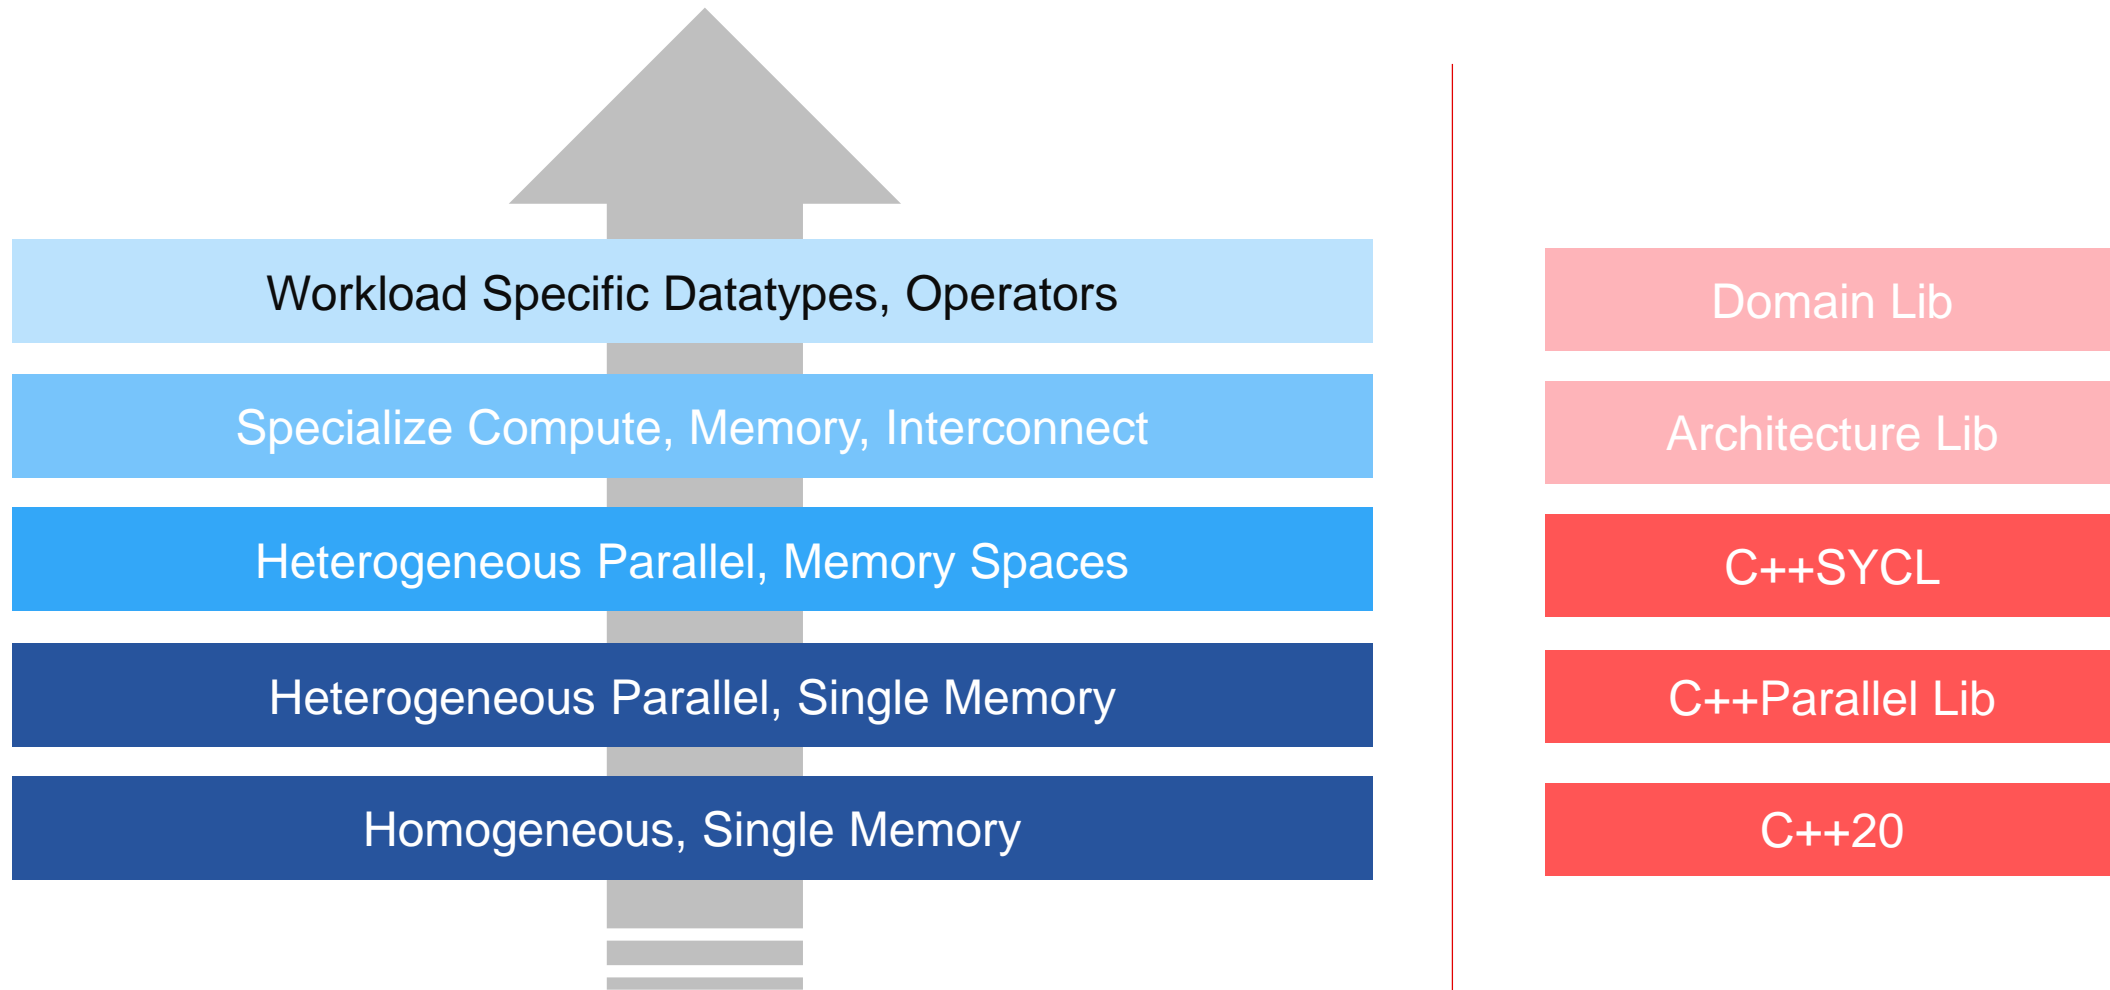 Workload Specific Datatypes, Operators
Domain Lib
Specialize Compute, Memory, Interconnect
Architecture Lib
Heterogeneous Parallel, Memory Spaces
C++SYCL
Heterogeneous Parallel, Single Memory
C++Parallel Lib
Homogeneous, Single Memory
C++20